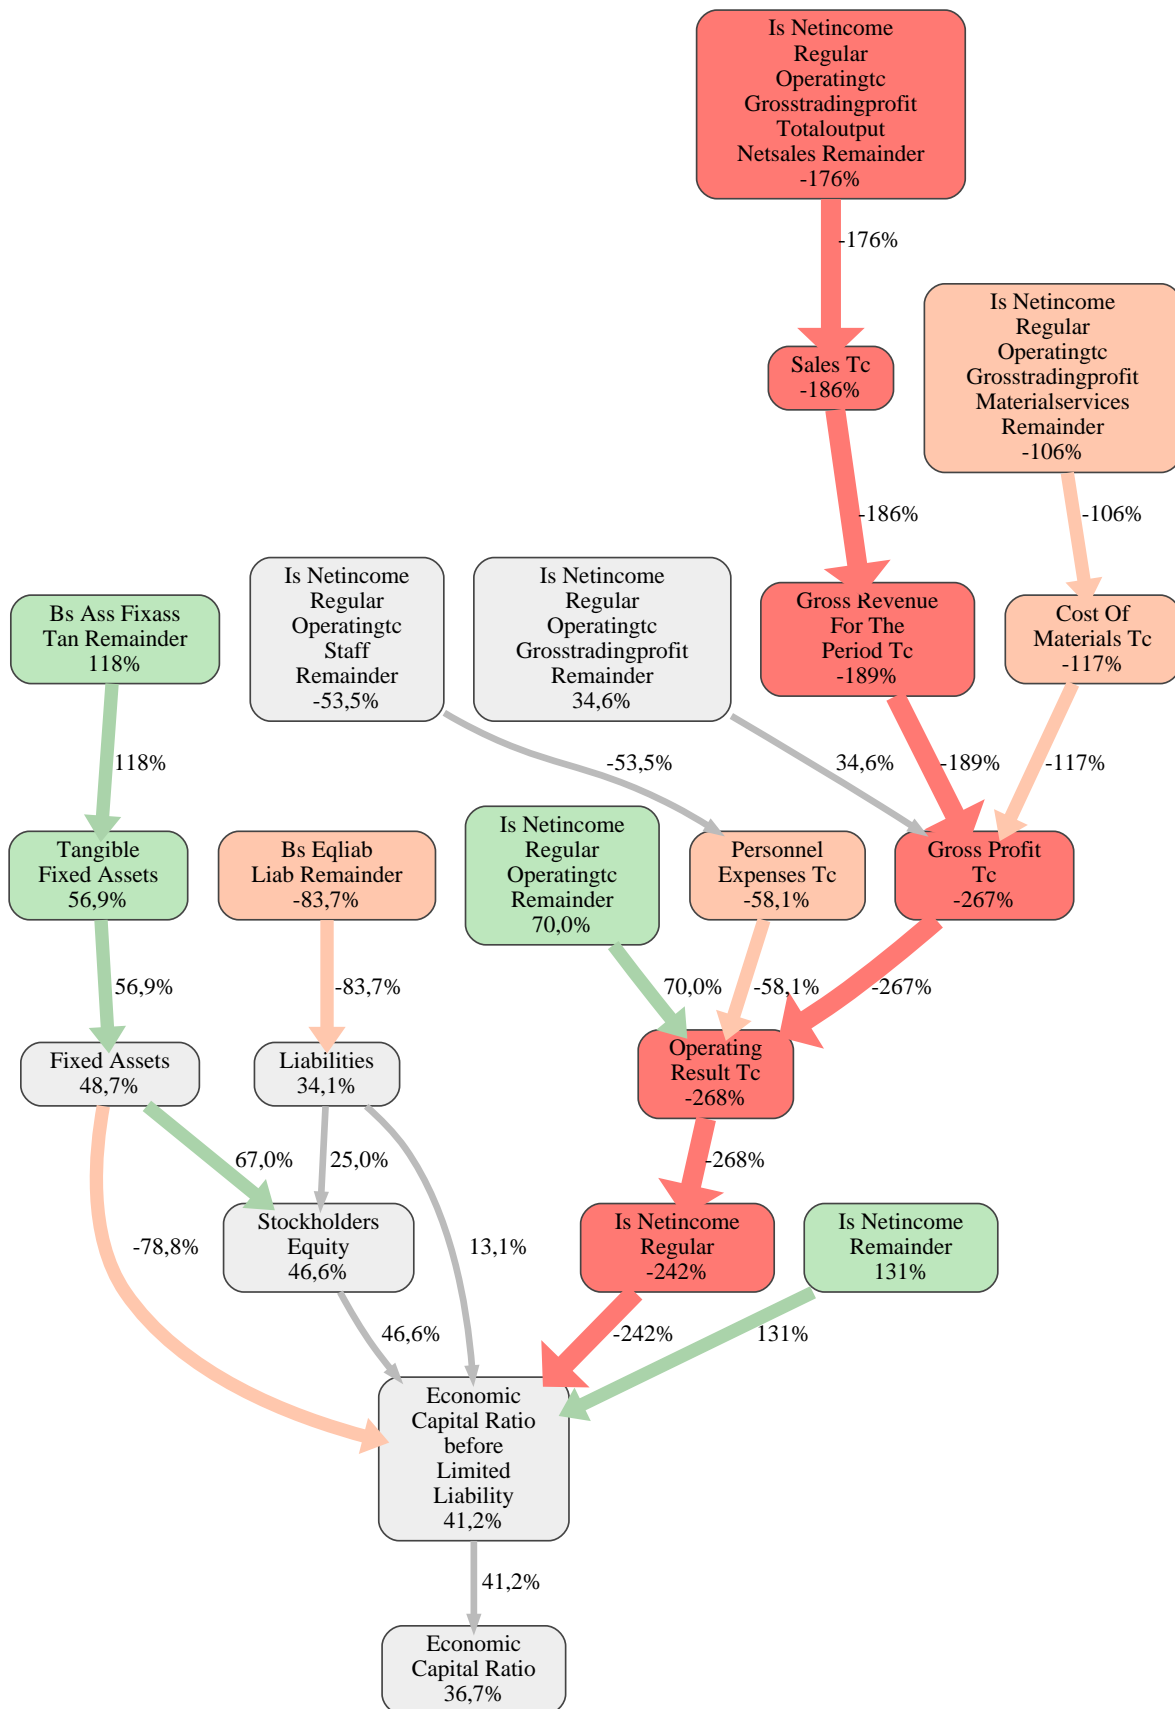 Is Netincome
Regular
Operatingtc
Grosstradingprofit
Totaloutput
Netsales Remainder
-176%
-176%
Is Netincome
Regular
Operatingtc
Grosstradingprofit
Materialservices
Remainder
-106%
Sales Tc
-186%
-186%
-106%
Is Netincome
Regular
Operatingtc
Staff
Remainder
-53,5%
Is Netincome
Regular
Operatingtc
Grosstradingprofit
Remainder
34,6%
Gross Revenue
For The
Period Tc
-189%
Bs Ass Fixass
Tan Remainder
118%
Cost Of
Materials Tc
-117%
118%
-53,5%
34,6%
-189%
-117%
Tangible
Fixed Assets
56,9%
Bs Eqliab
Liab Remainder
-83,7%
Is Netincome
Regular
Operatingtc
Remainder
70,0%
Personnel
Expenses Tc
-58,1%
Gross Profit
Tc
-267%
56,9%
-83,7%
70,0%
-58,1%
-267%
Fixed Assets
48,7%
Liabilities
34,1%
Operating
Result Tc
-268%
67,0%
25,0%
-268%
-78,8%
Stockholders
Equity
46,6%
13,1%
Is Netincome
Regular
-242%
Is Netincome
Remainder
131%
46,6%
-242%
131%
Economic
Capital Ratio
before
Limited
Liability
41,2%
41,2%
Economic
Capital Ratio
36,7%